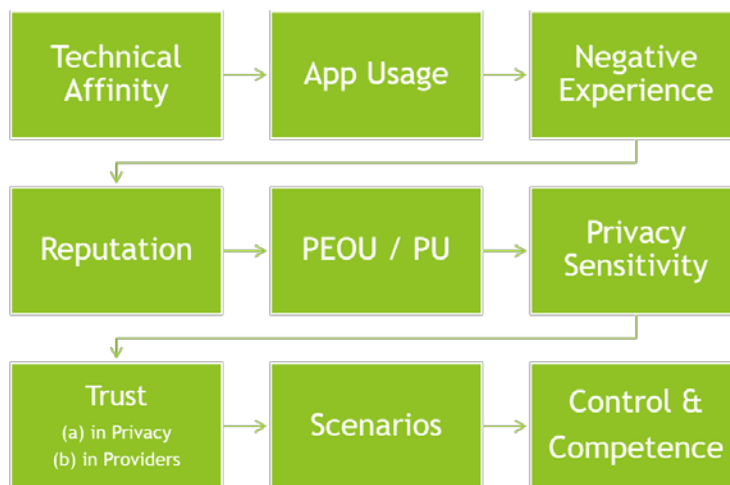 Technical
Affinity
App Usage
Negative
Experience
Reputation
PEOU / PU
Privacy
Sensitivity
Trust
(a) in Privacy
(b) in Providers
Scenarios
Control &
Competence